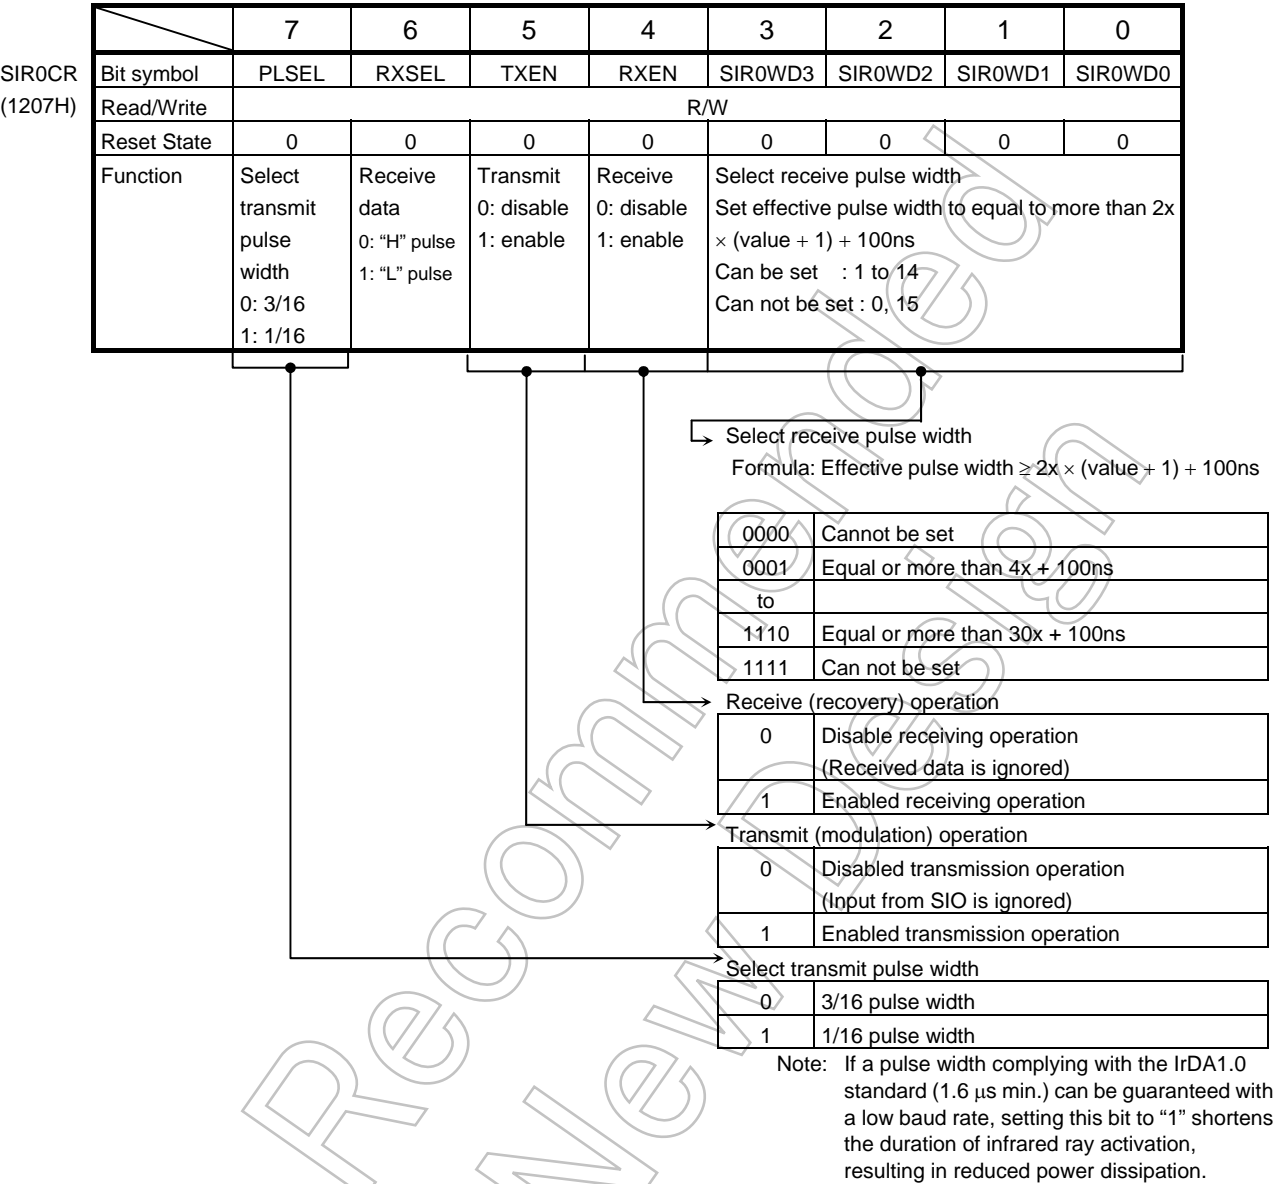 7 6 5 4 3 2 1 0
SIR0CR Bit symbol PLSEL RXSEL TXEN RXEN SIR0WD3 SIR0WD2 SIR0WD1 SIR0WD0
(1207H) Read/Write R/W
Reset State 0 0 0 0 0 0 0 0
Function Select Receive Transmit Receive Select receive pulse width
transmit data 0: disable 0: disable Set effective pulse width to equal to more than 2x
pulse 0: “H” pulse 1: enable 1: enable × (value + 1) + 100ns
width 1: “L” pulse Can be set : 1 to 14
0: 3/16 Can not be set : 0, 15
1: 1/16
Select receive pulse width
Formula: Effective pulse width ≥ 2x × (value + 1) + 100ns
0000 Cannot be set
0001 Equal or more than 4x + 100ns
to
1110 Equal or more than 30x + 100ns
1111 Can not be set
Receive (recovery) operation
0 Disable receiving operation
(Received data is ignored)
1 Enabled receiving operation
Transmit (modulation) operation
0 Disabled transmission operation
(Input from SIO is ignored)
1 Enabled transmission operation
Select transmit pulse width
0 3/16 pulse width
1 1/16 pulse width
Note: If a pulse width complying with the IrDA1.0
standard (1.6 μs min.) can be guaranteed with
a low baud rate, setting this bit to “1” shortens
the duration of infrared ray activation,
resulting in reduced power dissipation.
Recommended
New Design